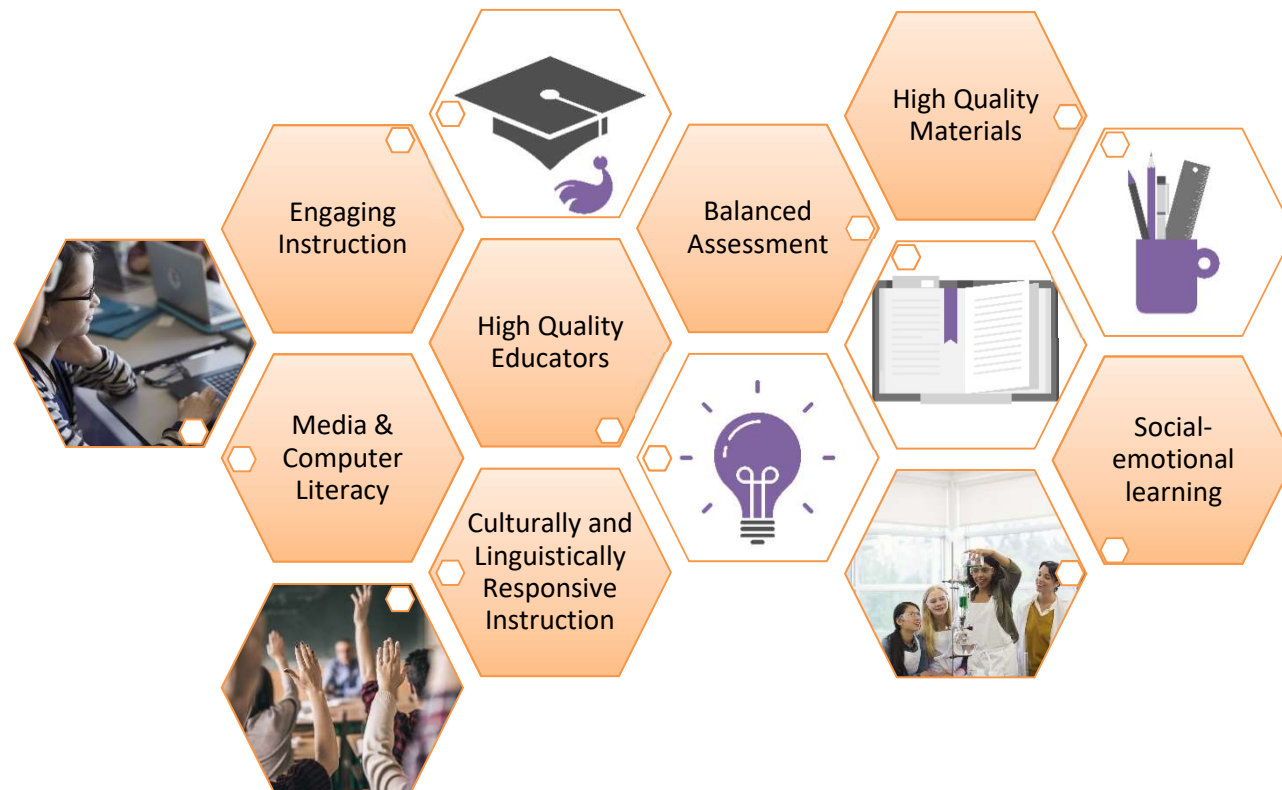 Engaging
Instruction
Media &
Computer
Literacy
High Quality
Educators
Culturally and
Linguistically
Responsive
Instruction
Balanced
Assessment
High Quality
Materials
Social-
emotional
learning